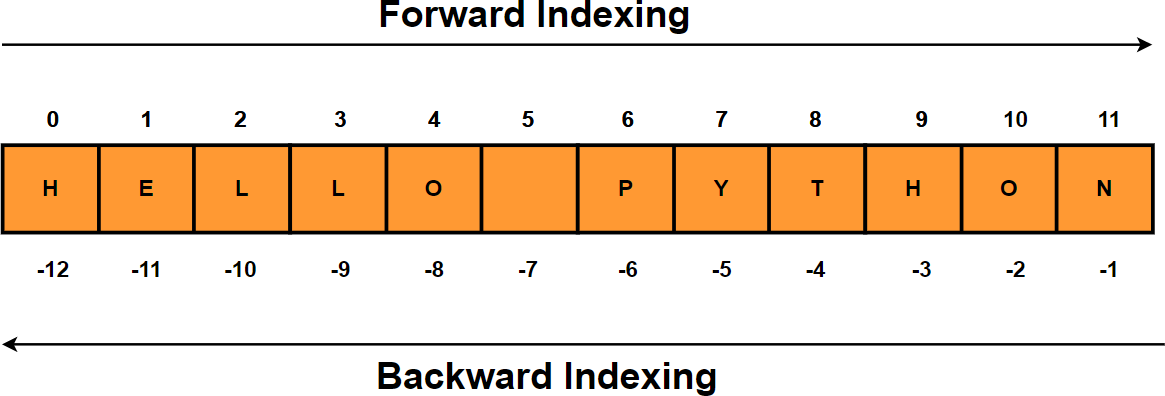 Forward Indexing
0 1 2 3 4 5 6 7 8 9 10 11
H E L L O P Y T H O N
-12 -11 -10 -9 -8 -7 -6 -5 -4 -3 -2 -1
Backward Indexing